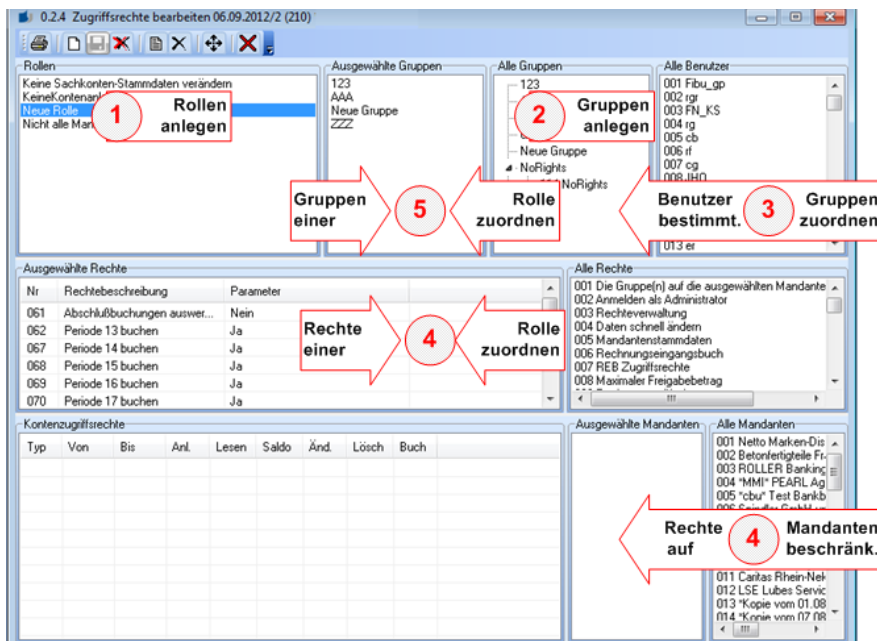 0.2.4 Zugriffsrechte bearbeiten 06.09.2012/2 (210)
Rollen
Keine Sachkonten-Stammdaten verändern
Neue Rolle
Nicht alle
1
Rollen
anlegen
Ausgewählte Gruppen
123
AAA
Neue Gruppe
ZZZ
Alle Gruppen
123
2
Gruppen
anlegen
Neue Gruppe
NoRights
NoRights
Alle Benutzer
001 Fibu_gp
002 rgr
003 FN_KS
004 rg
005 cb
006 rf
007 cg
008 JHO
013 er
Gruppen
einer
5
Rolle
zuordnen
Benutzer
bestimmt.
3
Gruppen
zuordnen
Ausgewählte Rechte
Nr Rechtebeschreibung Parameter
061 Abschlußbuchungen auswer... Nein
062 Periode 13 buchen Ja
067 Periode 14 buchen Ja
068 Periode 15 buchen Ja
069 Periode 16 buchen Ja
070 Periode 17 buchen Ja
Rechte
einer
4
Rolle
zuordnen
Alle Rechte
001 Die Gruppe(n) auf die ausgewählten Mandante
002 Anmelden als Administrator
003 Rechteverwaltung
004 Daten schnell ändern
005 Mandantenstammdaten
006 Rechnungseingangsbuch
007 REB Zugriffsrechte
008 Maximaler Freigabebetrag
Kontenzugriffsrechte
Typ Von Bis Anl. Lesen Saldo Änd. Lösch Buch
Ausgewählte Mandanten
Alle Mandanten
001 Netto Marken-Dis
002 Betonfertigteile Fr
003 ROLLER Banking
004 "MMI" PEARL Ag
005 "cbu" Test Bankb
Rechte
auf
4
Mandanten
beschränk.
011 Caritas Rhein-Nek
012 LSE Lubes Servic
013 "Kopie vom 01.08
014 "Kopie vom 07.08